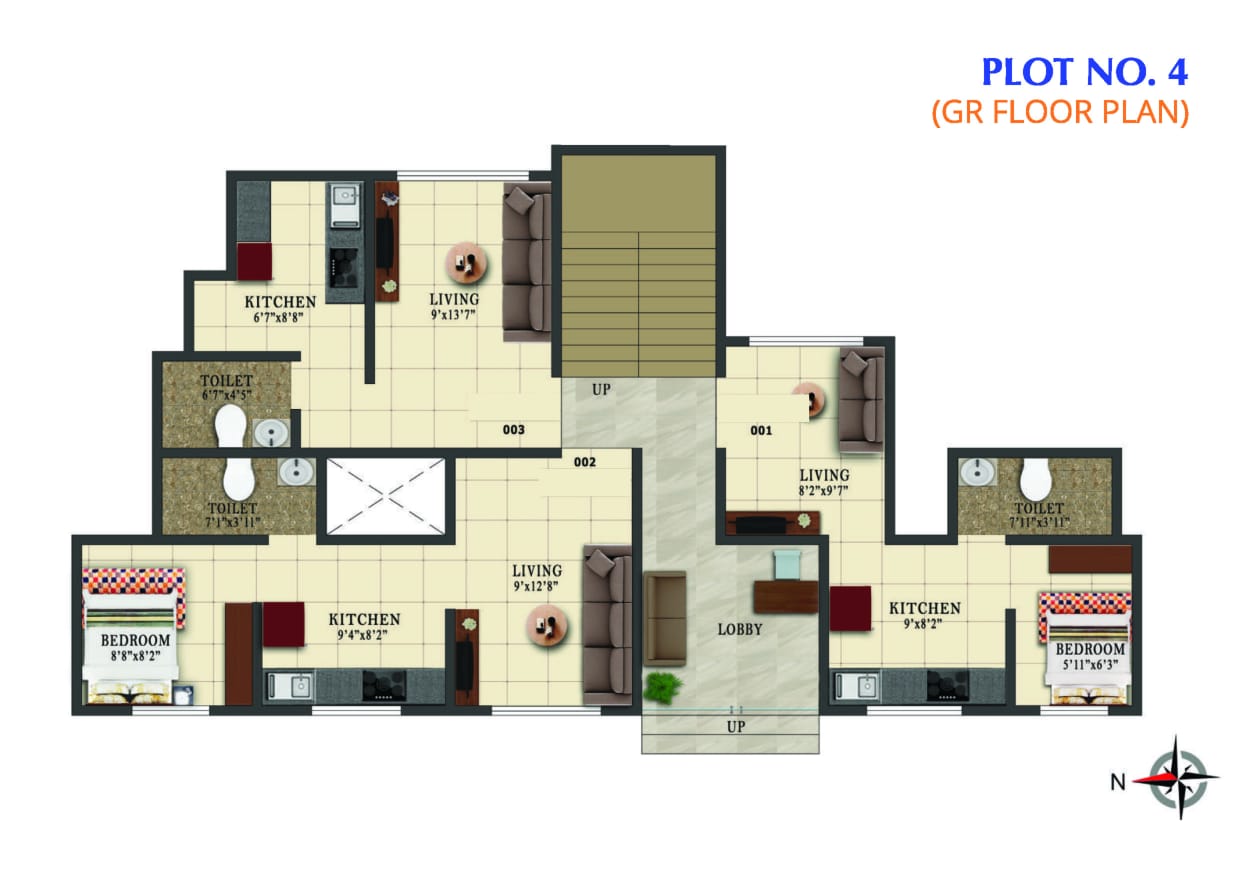 PLOT NO. 4
(GR FLOOR PLAN)
KITCHEN
6'7"x8'8"
LIVING
9'x13'7"
TOILET
6'7"x4'5"
UP
003
001
002
LIVING
8'2"x9'7"
TOILET
7'1"x3'11"
TOILET
7'11"x3'11"
LIVING
9'x12'8"
KITCHEN
9'4"x8'2"
BEDROOM
8'8"x8'2"
LOBBY
KITCHEN
9'x8'2"
BEDROOM
5'11"x6'3"
UP
N